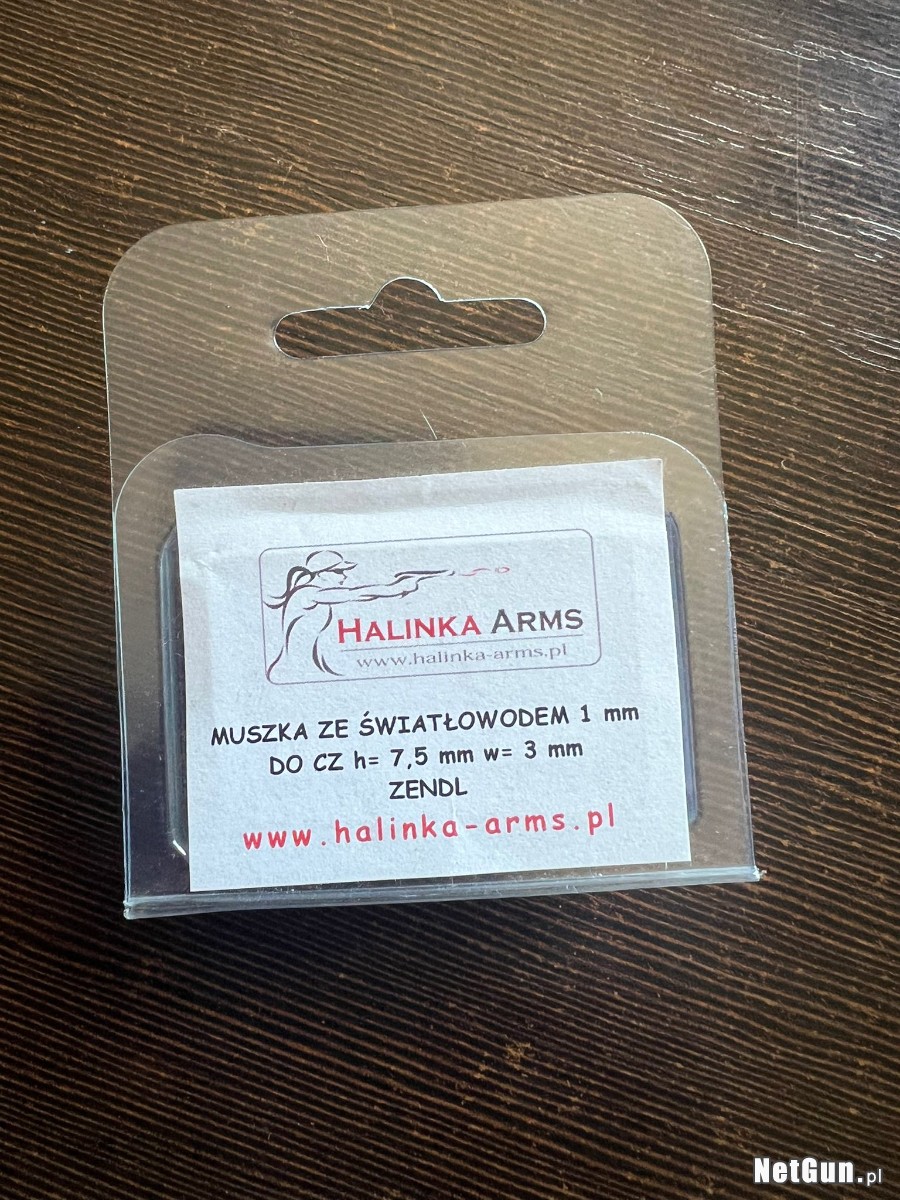 HALINKA ARMS
www.halinka-arms.pl
MUSZKA ZE ŚWIATŁOWODEM 1 mm
DO CZ h= 7,5 mm w= 3 mm
ZENDL
www.halinka-arms.pl
NetGun.pl